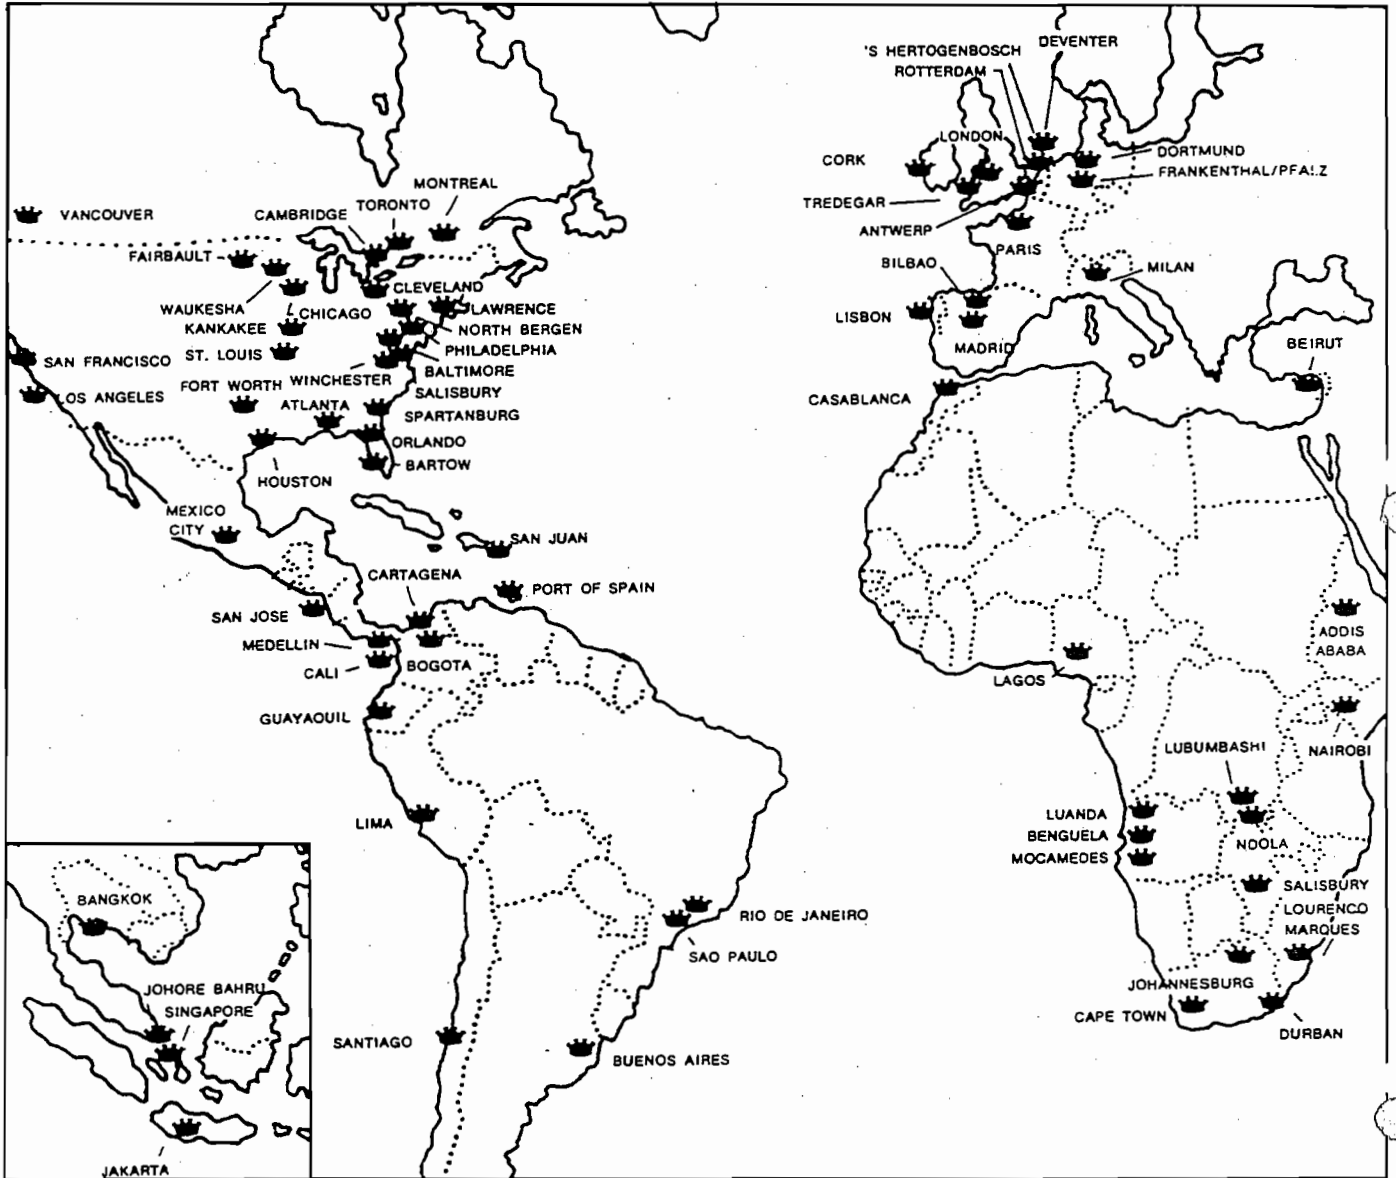 'S HERTOGENBOSCH
DEVENTER
ROTTERDAM
LONDON
CORK
DORTMUND
FRANKENTHAL/PFALZ
TREDEGAR
ANTWERP
PARIS
BILBAO
MILAN
LISBON
MADRID
BEIRUT
CASABLANCA
MONTREAL
TORONTO
CAMBRIDGE
VANCOUVER
FAIRBAULT
CLEVELAND
WAUKESHA
CHICAGO
LAWRENCE
KANKAKEE
NORTH BERGEN
ST. LOUIS
PHILADELPHIA
SAN FRANCISCO
BALTIMORE
WINCHESTER
FORT WORTH
SALISBURY
LOS ANGELES
ATLANTA
SPARTANBURG
ORLANDO
BARTOW
HOUSTON
MEXICO
CITY
SAN JUAN
CARTAGENA
PORT OF SPAIN
SAN JOSE
MEDELLIN
BOGOTA
CALI
GUAYAOUIL
LIMA
RIO DE JANEIRO
SAO PAULO
SANTIAGO
BUENOS AIRES
ADDIS
ABABA
LAGOS
NAIROBI
LUBUMBASHI
LUANDA
BENGUELA
NDOLA
MOCAMEDES
SALISBURY
LOURENCO
MARQUES
JOHANNESBURG
CAPE TOWN
DURBAN
BANGKOK
JOHORE BAHRU
SINGAPORE
JAKARTA